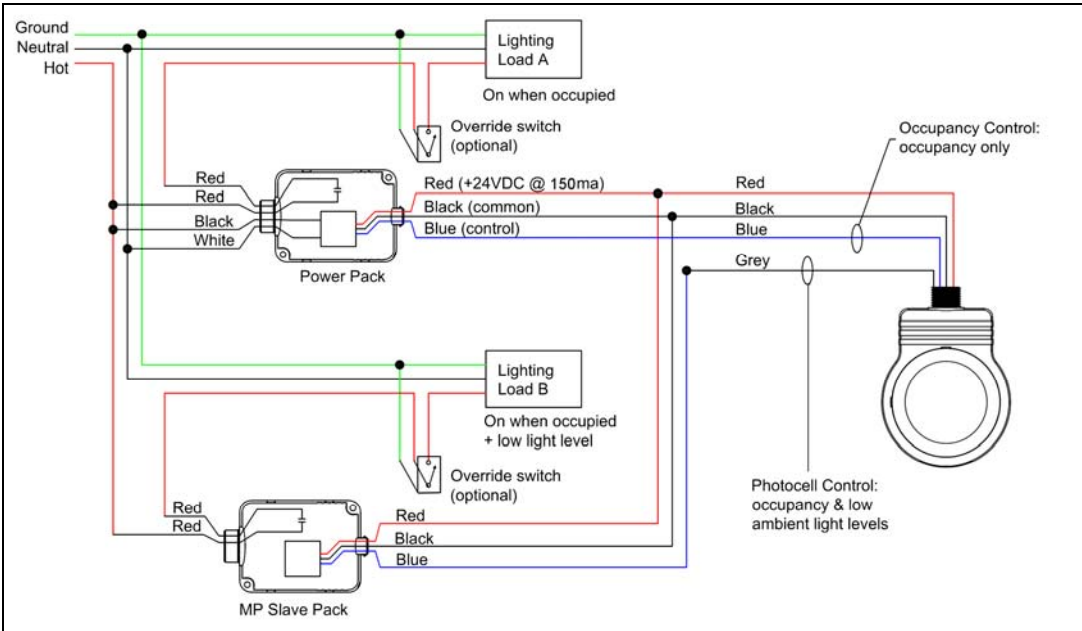 Ground
Neutral
Hot
Lighting
Load A
On when occupied
Override switch
(optional)
Occupancy Control:
occupancy only
Red
Red
Black
White
Power Pack
Red (+24VDC @ 150ma)
Black (common)
Blue (control)
Red
Black
Blue
Grey
Lighting
Load B
On when occupied
+ low light level
Override switch
(optional)
Photocell Control:
occupancy & low
ambient light levels
Red
Red
Red
Black
Blue
MP Slave Pack